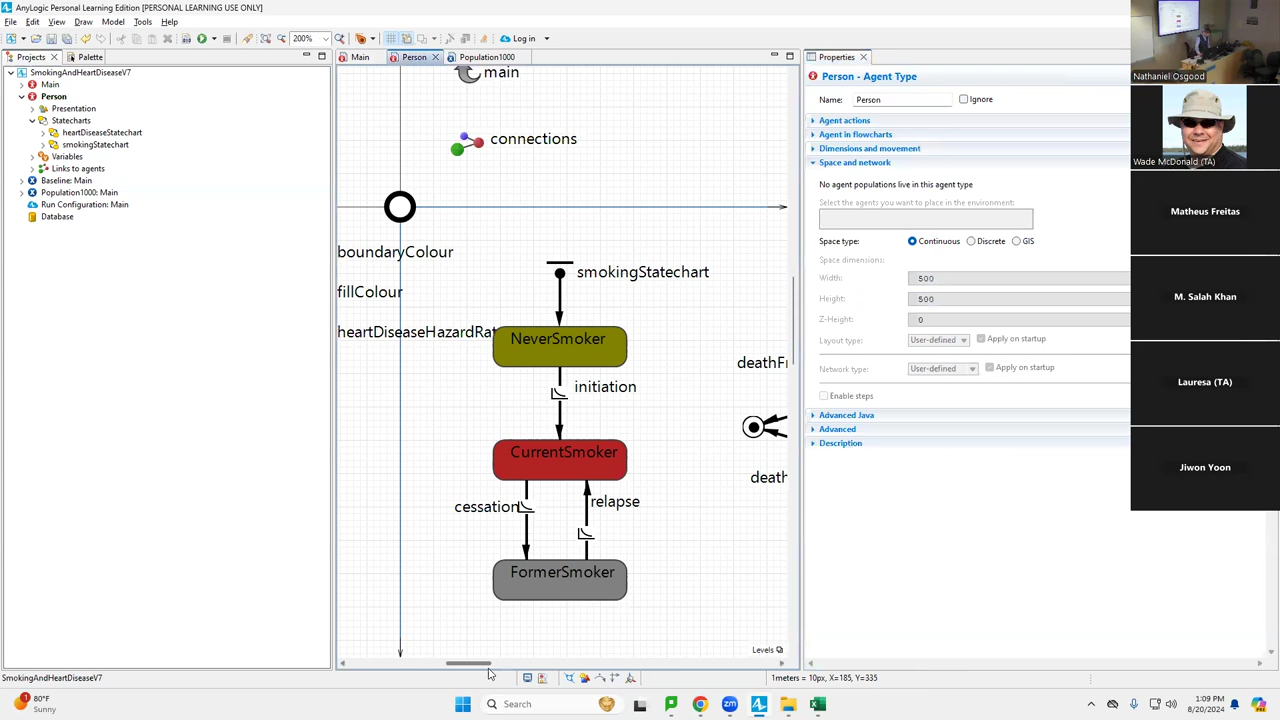 AnyLogic Personal Learning Edition [PERSONAL LEARNING USE ONLY]
File Edit View Draw Model Tools Help
200%
Log in
Projects
Palette
Main
Person
Population1000
Properties
SmokingAndHeartDiseaseV7
Main
Person
Presentation
Statecharts
heartDiseaseStatechart
smokingStatechart
Variables
Links to agents
Baseline: Main
Population1000: Main
Run Configuration: Main
Database
main
connections
boundaryColour
fillColour
heartDiseaseHazardRat
smokingStatechart
NeverSmoker
initiation
CurrentSmoker
cessation
relapse
FormerSmoker
deathFr
death
Levels
Person - Agent Type
Name: Person
Ignore
Agent actions
Agent in flowcharts
Dimensions and movement
Space and network
No agent populations live in this agent type
Select the agents you want to place in the environment:
Space type: Continuous Discrete GIS
Space dimensions:
Width: 500
Height: 500
Z-Height: 0
Layout type: User-defined Apply on startup
Network type: User-defined Apply on startup
Enable steps
Advanced Java
Advanced
Description
Nathaniel Osgood
Wade McDonald (TA)
Matheus Freitas
M. Salah Khan
Lauresa (TA)
Jiwon Yoon
SmokingAndHeartDiseaseV7
1meters = 10px, X=185, Y=335
1
80°F
Sunny
Search
1:09 PM
8/20/2024